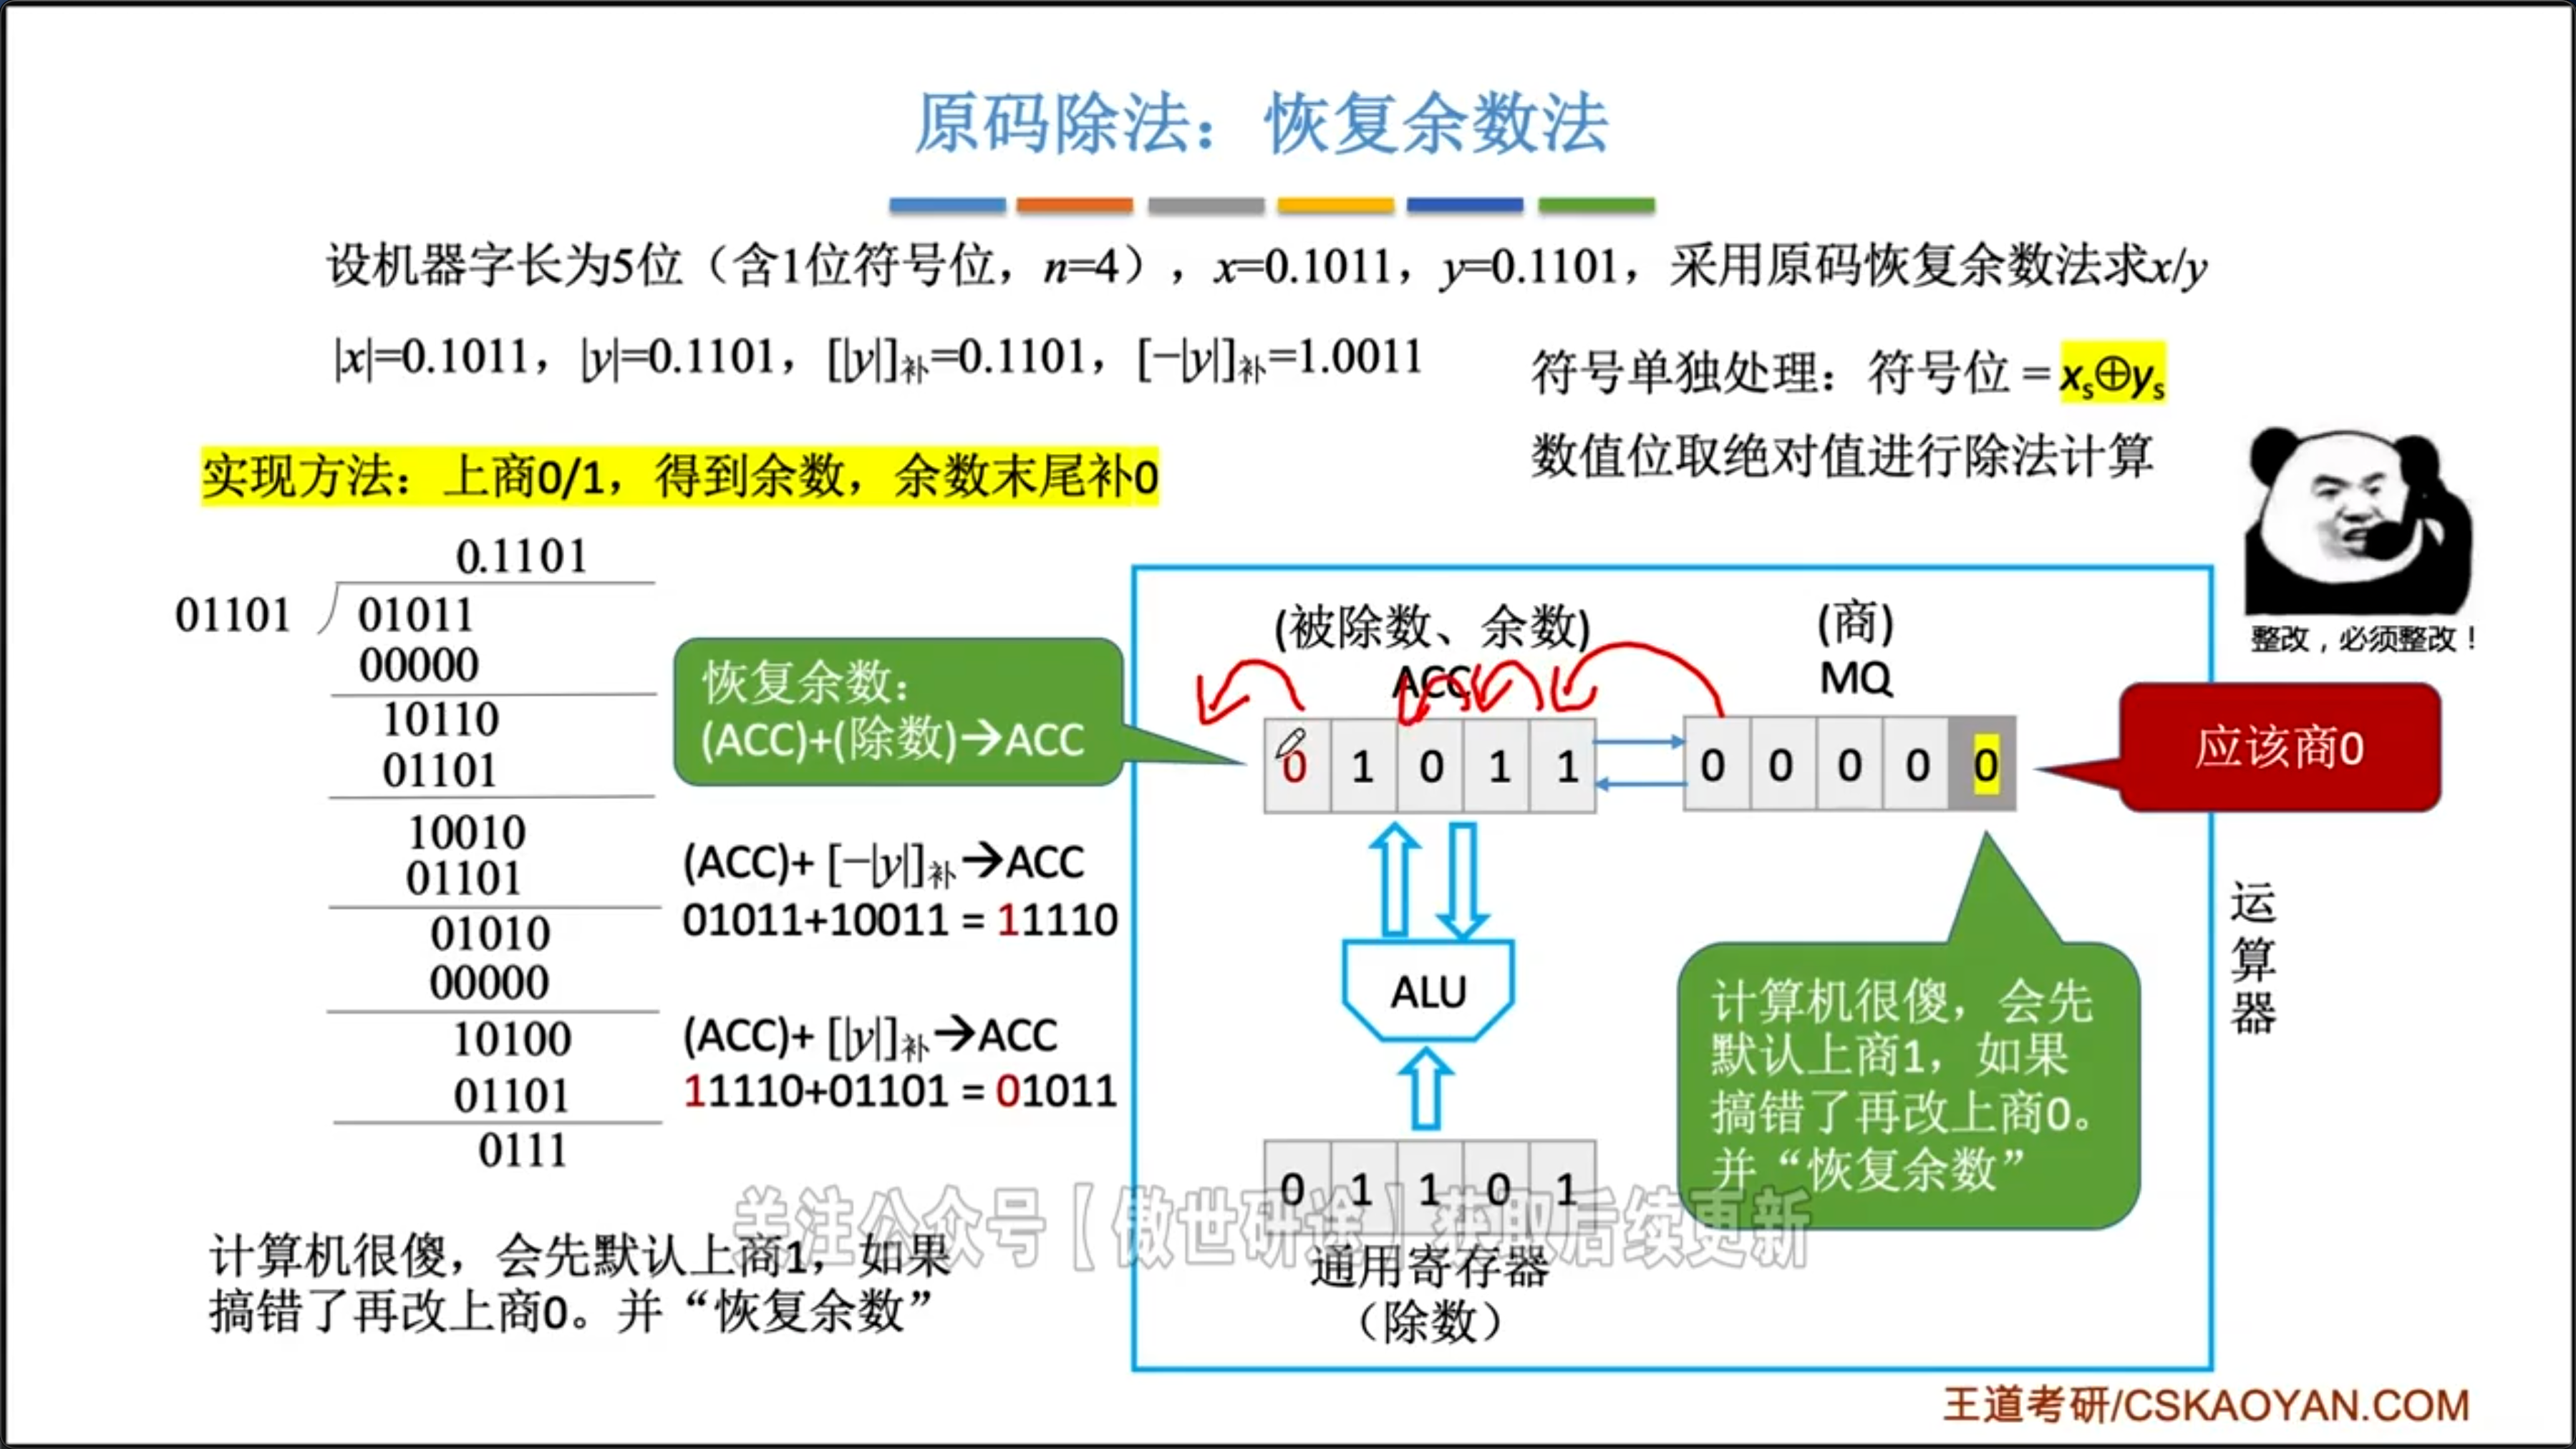 原码除法：恢复余数法
设机器字长为5位（含1位符号位，n=4），x=0.1011，y=0.1101，采用原码恢复余数法求x/y
|x|=0.1011，|y|=0.1101，[|y|]补=0.1101，[−|y|]补=1.0011
符号单独处理：符号位 = xs⊕ys
数值位取绝对值进行除法计算
实现方法：上商0/1，得到余数，余数末尾补0
整改，必须整改！
0.1101
01101
01011
00000
10110
01101
10010
01101
01010
00000
10100
01101
0111
恢复余数：
(ACC)+(除数)→ACC
(ACC)+ [−|y|]补→ACC
01011+10011 = 11110
(ACC)+ [|y|]补→ACC
11110+01101 = 01011
计算机很傻，会先默认上商1，如果
搞错了再改上商0。并“恢复余数”
(被除数、余数)
ACC
0 1 0 1 1
(商)
MQ
0 0 0 0 0
应该商0
ALU
0 1 1 0 1
通用寄存器
（除数）
计算机很傻，会先
默认上商1，如果
搞错了再改上商0。
并“恢复余数”
运
算
器
关注公众号【傲世研途】获取后续更新
王道考研/CSKAOYAN.COM